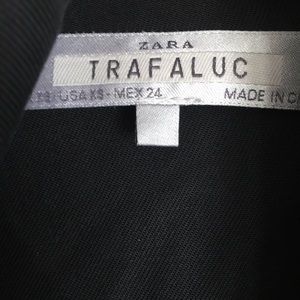 ZARA
TRAFALUC
USA XS - MEX 24 MADE IN